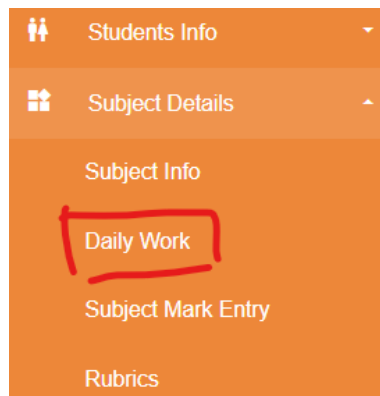 Students Info
Subject Details
Subject Info
Daily Work
Subject Mark Entry
Rubrics